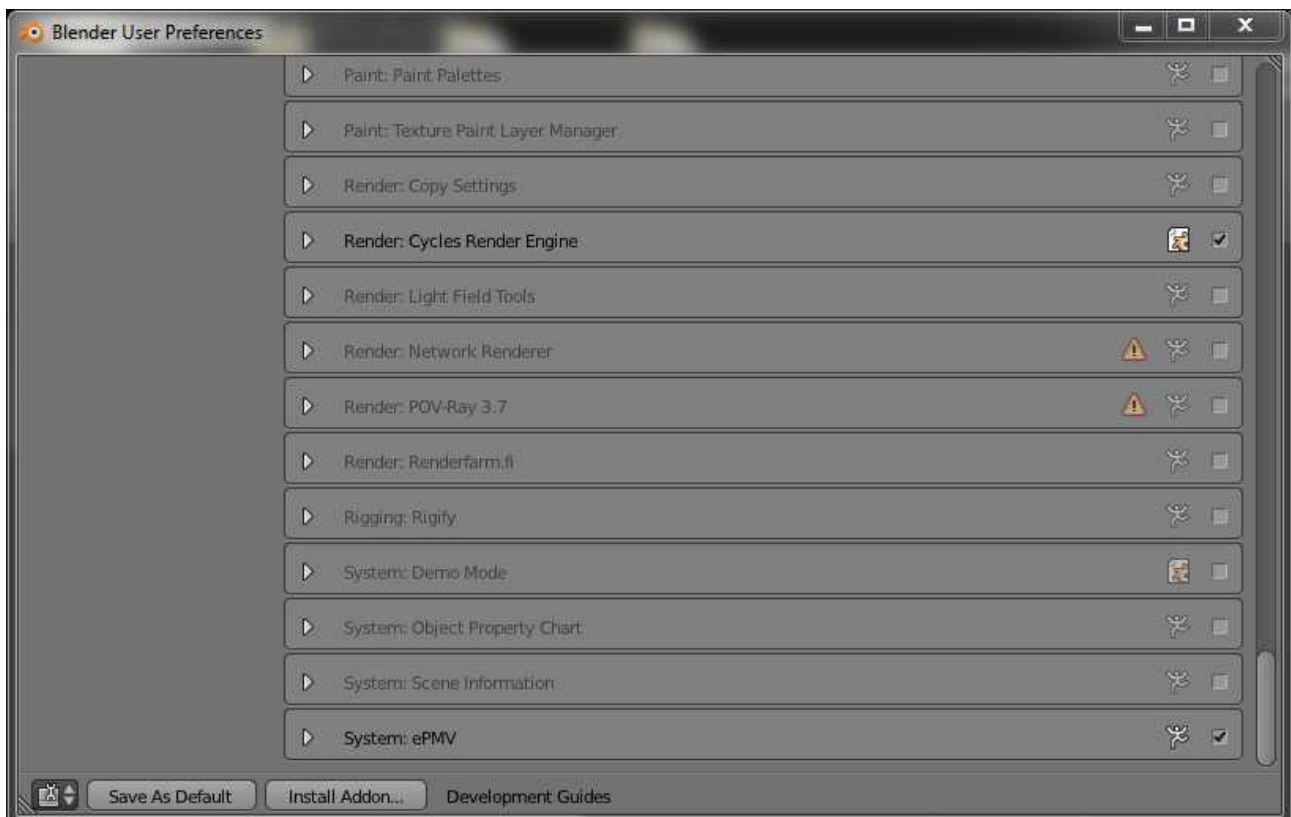 Blender User Preferences
Paint: Paint Palettes
Paint: Texture Paint Layer Manager
Render: Copy Settings
Render: Cycles Render Engine
Render: Light Field Tools
Render: Network Renderer
Render: POV-Ray 3.7
Render: Renderfarm.fi
Rigging: Rigify
System: Demo Mode
System: Object Property Chart
System: Scene Information
System: ePMV
Save As Default Install Addon... Development Guides